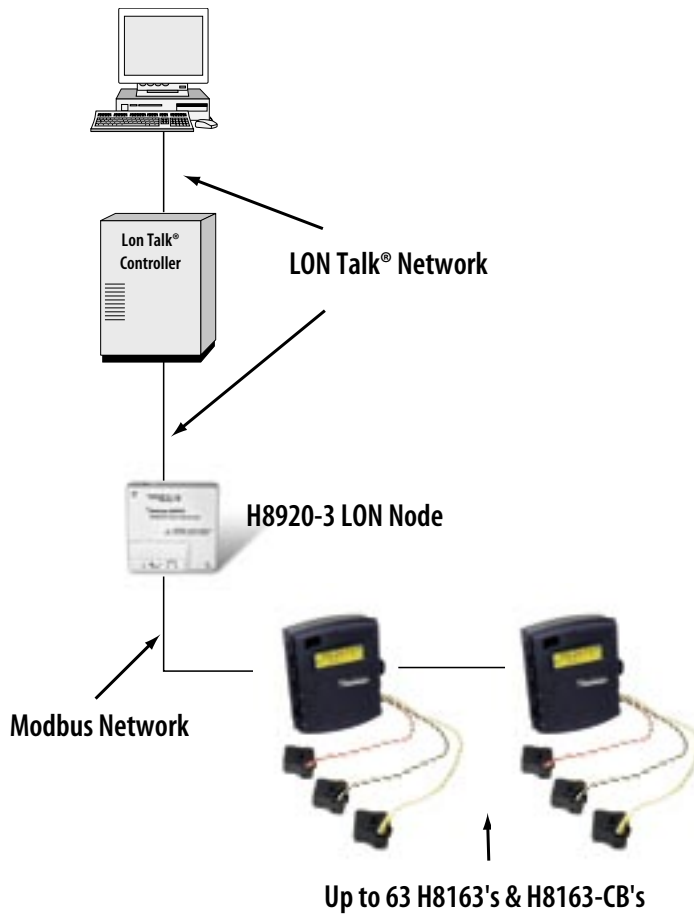 Lon Talk®
Controller
LON Talk® Network
H8920-3 LON Node
Modbus Network
Up to 63 H8163's & H8163-CB's